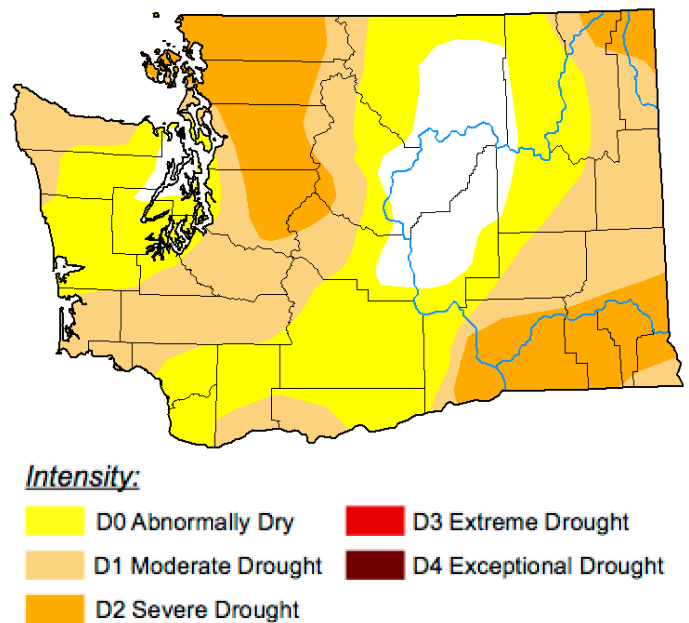 Intensity:
D0 Abnormally Dry
D1 Moderate Drought
D2 Severe Drought
D3 Extreme Drought
D4 Exceptional Drought